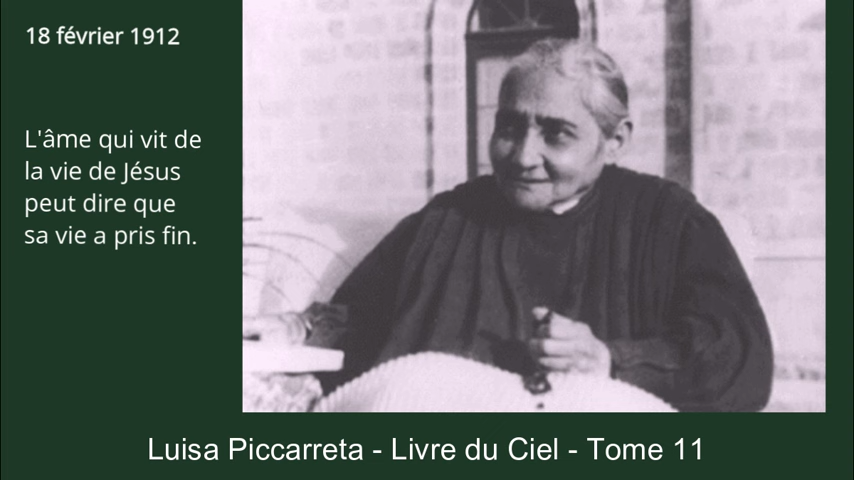 18 février 1912
L'âme qui vit de
la vie de Jésus
peut dire que
sa vie a pris fin.
Luisa Piccarreta - Livre du Ciel - Tome 11